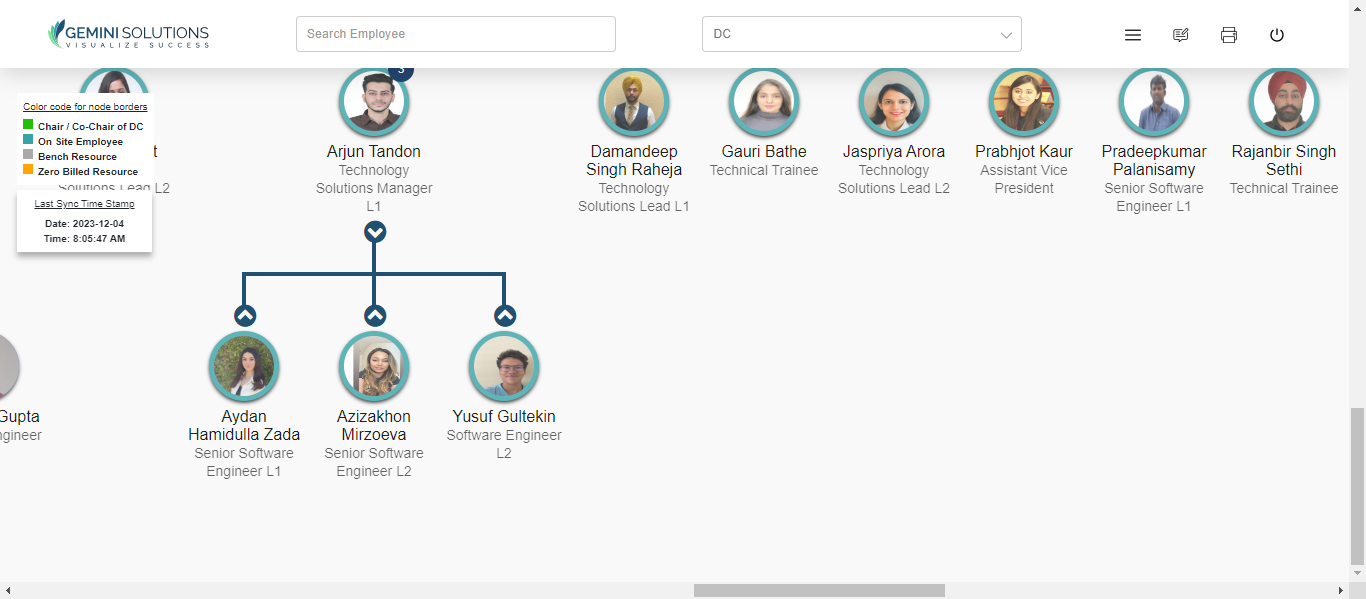 GEMINI SOLUTIONS
VISUALIZE SUCCESS
Search Employee
DC
3
Color code for node borders
Chair / Co-Chair of DC
On Site Employee
Bench Resource
Zero Billed Resource
t
Solutions Lead L2
Last Sync Time Stamp
Date: 2023-12-04
Time: 8:05:47 AM
Arjun Tandon
Technology
Solutions Manager
L1
Damandeep
Singh Raheja
Technology
Solutions Lead L1
Gauri Bathe
Technical Trainee
Jaspriya Arora
Technology
Solutions Lead L2
Prabhjot Kaur
Assistant Vice
President
Pradeepkumar
Palanisamy
Senior Software
Engineer L1
Rajanbir Singh
Sethi
Technical Trainee
Gupta
ngineer
Aydan
Hamidulla Zada
Senior Software
Engineer L1
Azizakhon
Mirzoeva
Senior Software
Engineer L2
Yusuf Gultekin
Software Engineer
L2